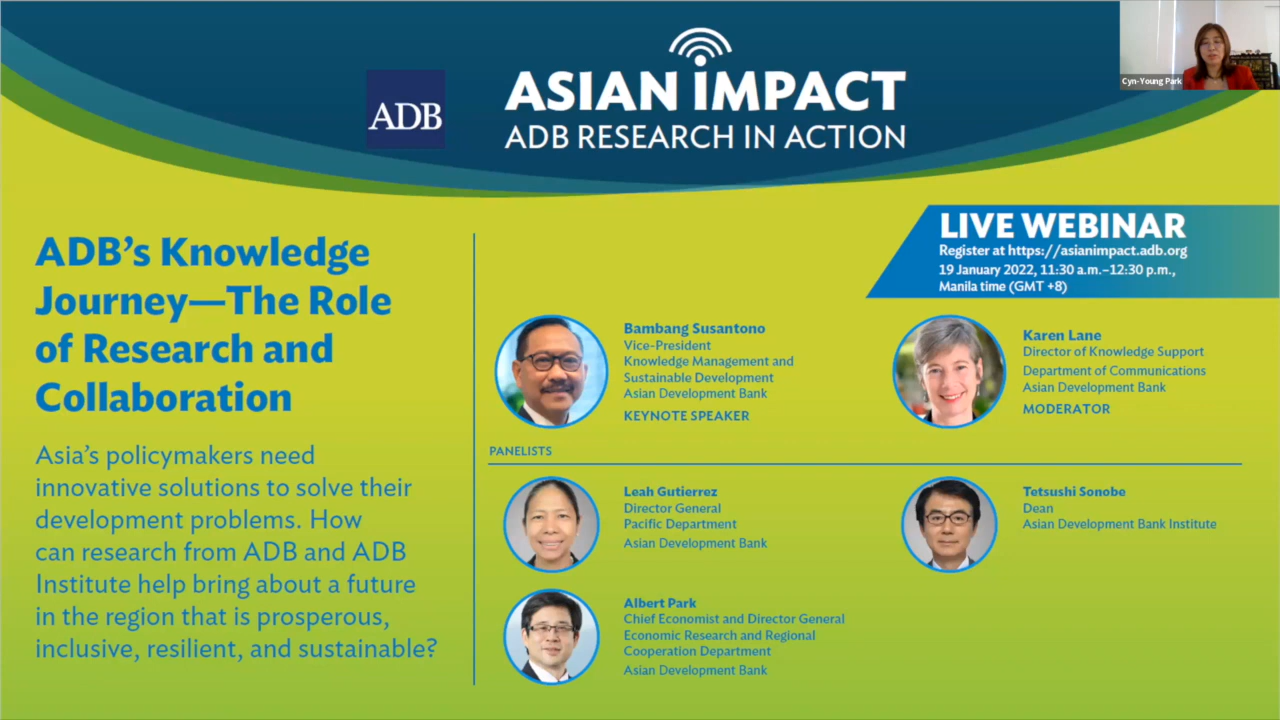 ADB
ASIAN IMPACT
ADB RESEARCH IN ACTION
Cyn-Young Park
ADB's Knowledge
Journey—The Role
of Research and
Collaboration
Asia's policymakers need
innovative solutions to solve their
development problems. How
can research from ADB and ADB
Institute help bring about a future
in the region that is prosperous,
inclusive, resilient, and sustainable?
LIVE WEBINAR
Register at https://asianimpact.adb.org
19 January 2022, 11:30 a.m.–12:30 p.m.,
Manila time (GMT +8)
Bambang Susantono
Vice-President
Knowledge Management and
Sustainable Development
Asian Development Bank
KEYNOTE SPEAKER
Karen Lane
Director of Knowledge Support
Department of Communications
Asian Development Bank
MODERATOR
PANELISTS
Leah Gutierrez
Director General
Pacific Department
Asian Development Bank
Tetsushi Sonobe
Dean
Asian Development Bank Institute
Albert Park
Chief Economist and Director General
Economic Research and Regional
Cooperation Department
Asian Development Bank